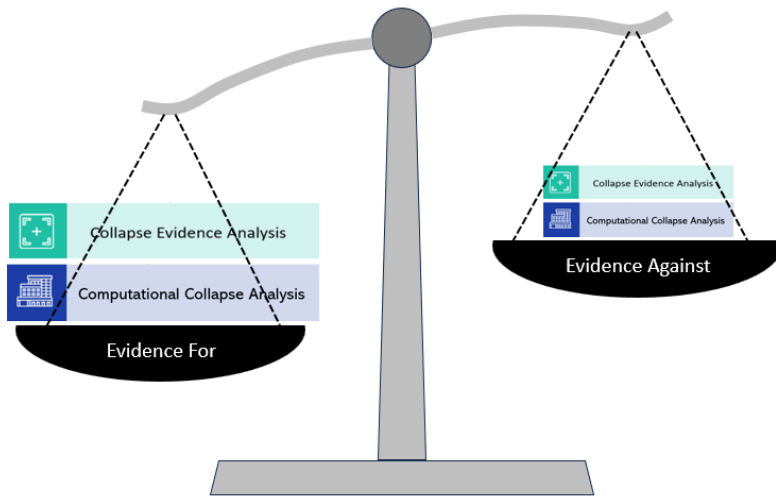 Collapse Evidence Analysis
Computational Collapse Analysis
Evidence For
Collapse Evidence Analysis
Computational Collapse Analysis
Evidence Against